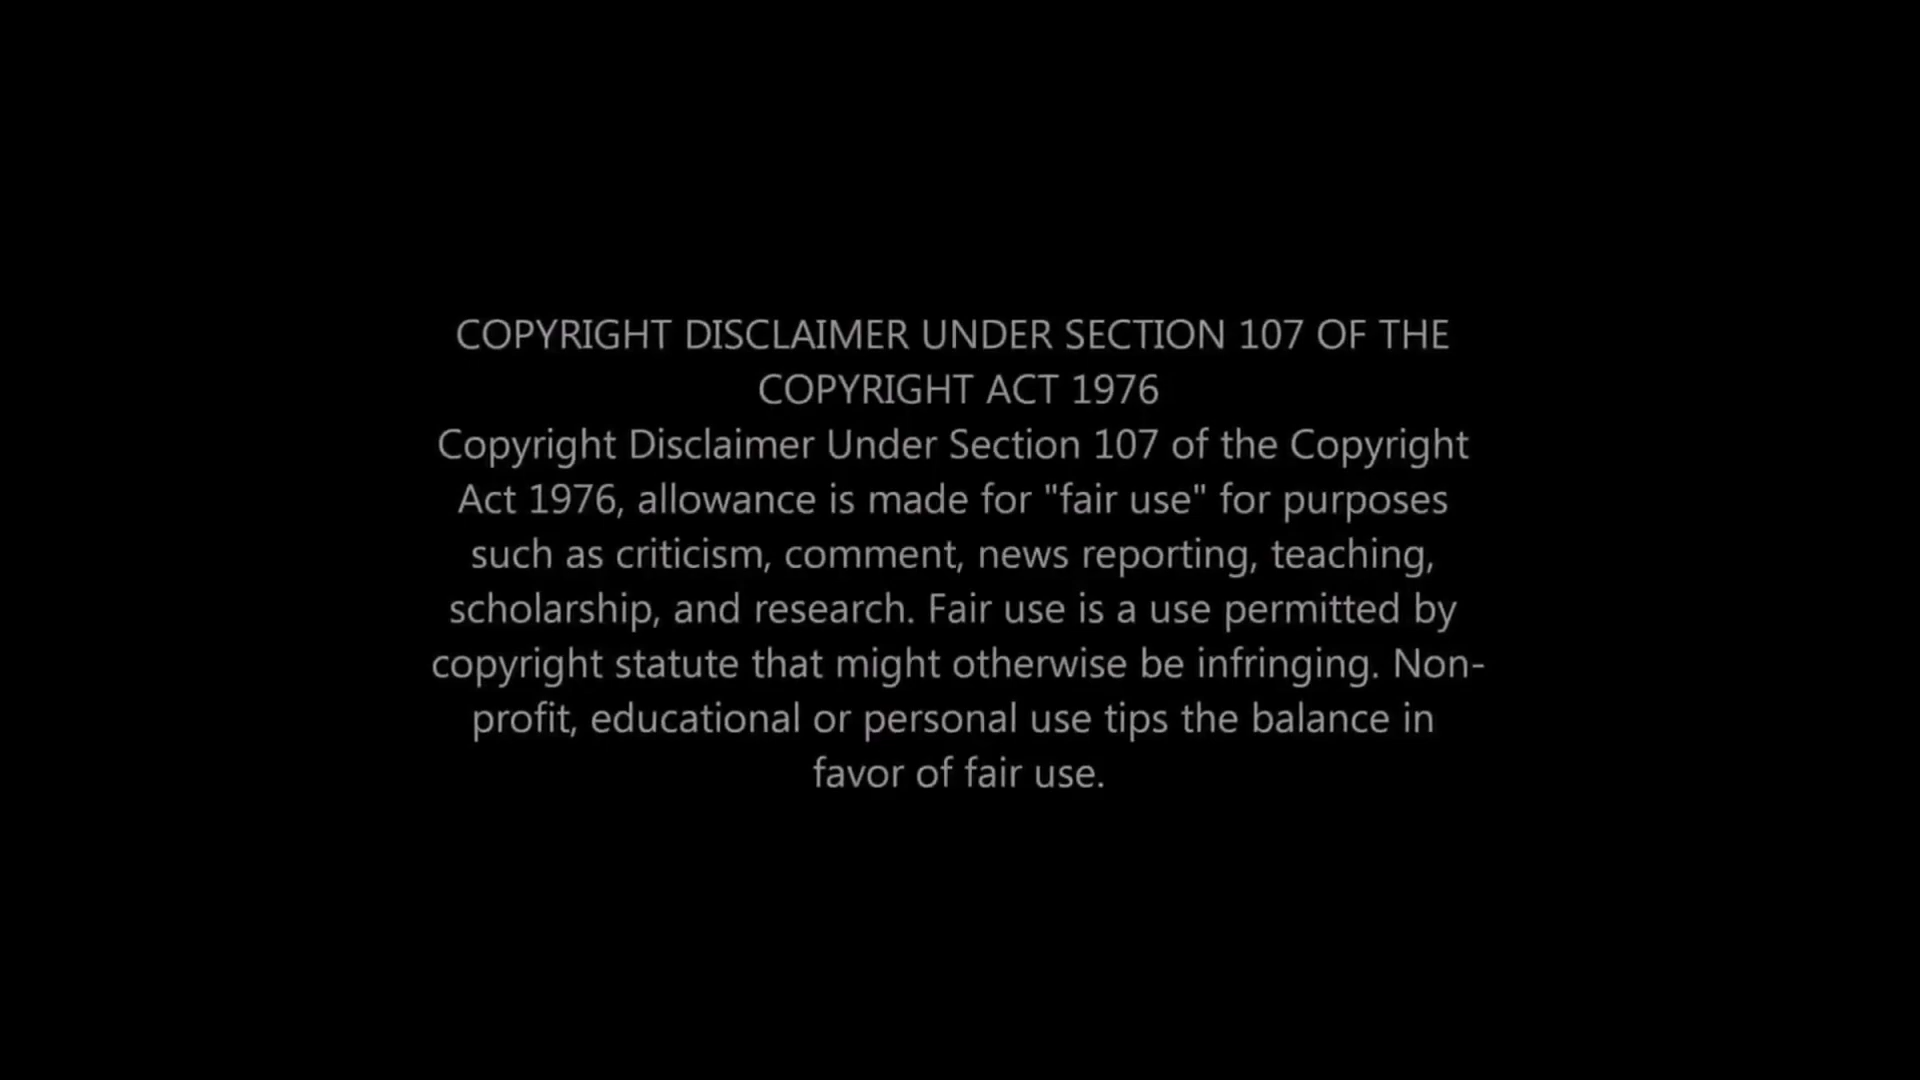 COPYRIGHT DISCLAIMER UNDER SECTION 107 OF THE
COPYRIGHT ACT 1976
Copyright Disclaimer Under Section 107 of the Copyright
Act 1976, allowance is made for "fair use" for purposes
such as criticism, comment, news reporting, teaching,
scholarship, and research. Fair use is a use permitted by
copyright statute that might otherwise be infringing. Non-
profit, educational or personal use tips the balance in
favor of fair use.